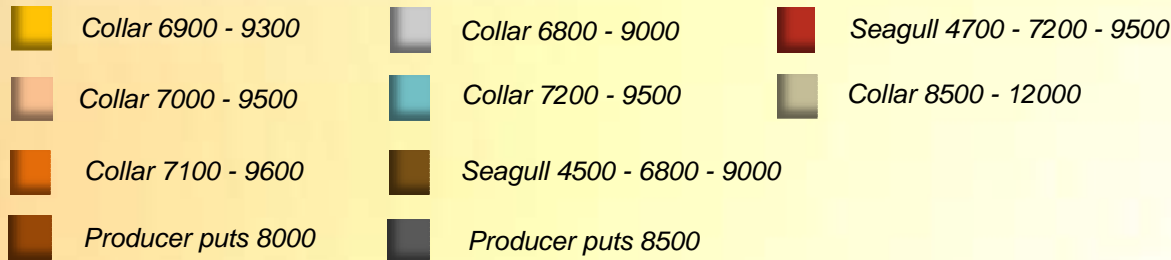 Collar 6900 - 9300
Collar 6800 - 9000
Seagull 4700 - 7200 - 9500
Collar 7000 - 9500
Collar 7200 - 9500
Collar 8500 - 12000
Collar 7100 - 9600
Seagull 4500 - 6800 - 9000
Producer puts 8000
Producer puts 8500